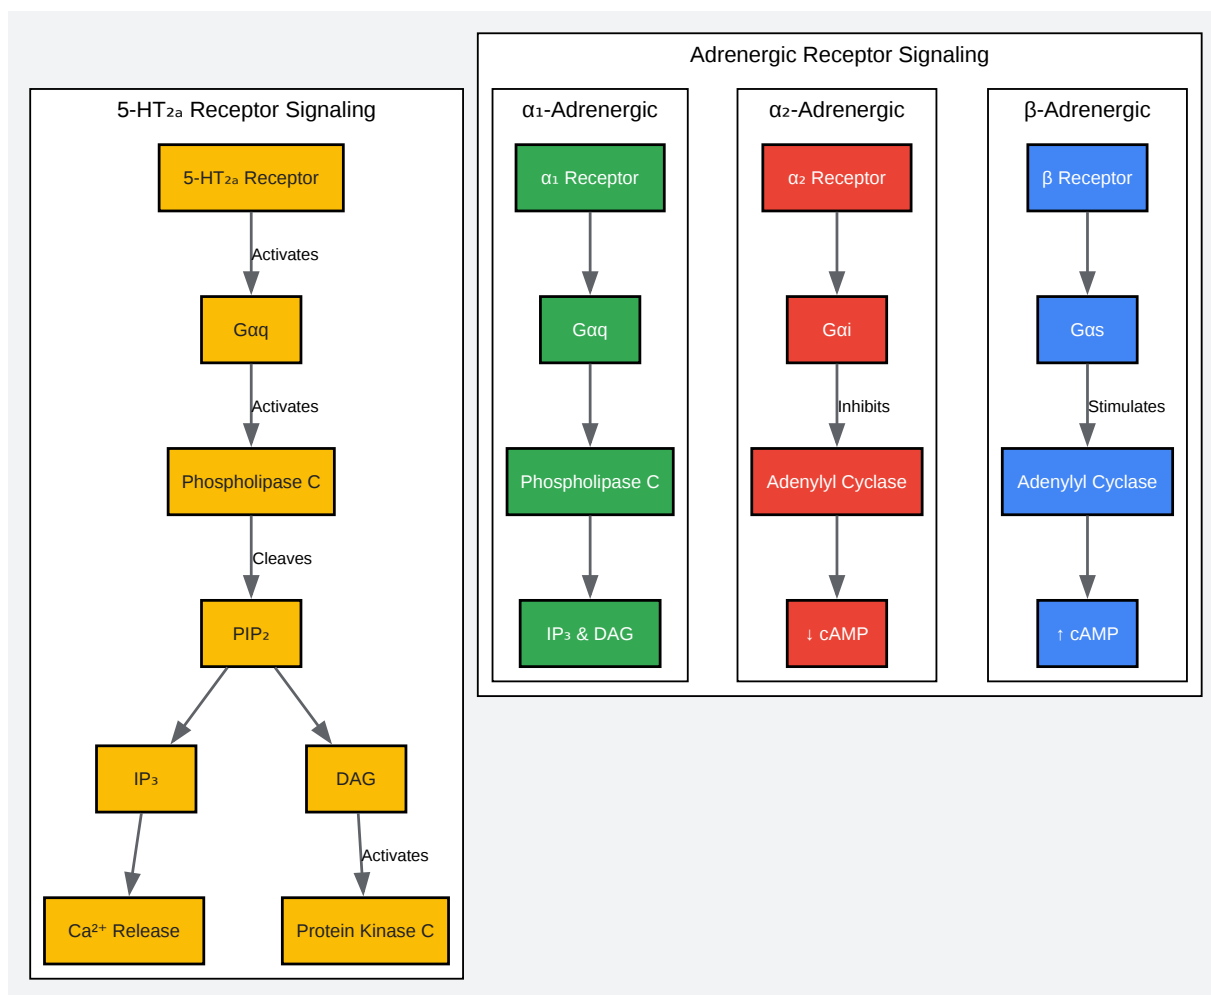 Adrenergic Receptor Signaling
5-HT₂ₐ Receptor Signaling
5-HT₂ₐ Receptor
Activates
Gαq
Activates
Phospholipase C
Cleaves
PIP₂
IP₃
DAG
Activates
Ca²⁺ Release
Protein Kinase C
α₁-Adrenergic
α₁ Receptor
Gαq
Phospholipase C
IP₃ & DAG
α₂-Adrenergic
α₂ Receptor
Gαi
Inhibits
Adenylyl Cyclase
↓ cAMP
β-Adrenergic
β Receptor
Gαs
Stimulates
Adenylyl Cyclase
↑ cAMP